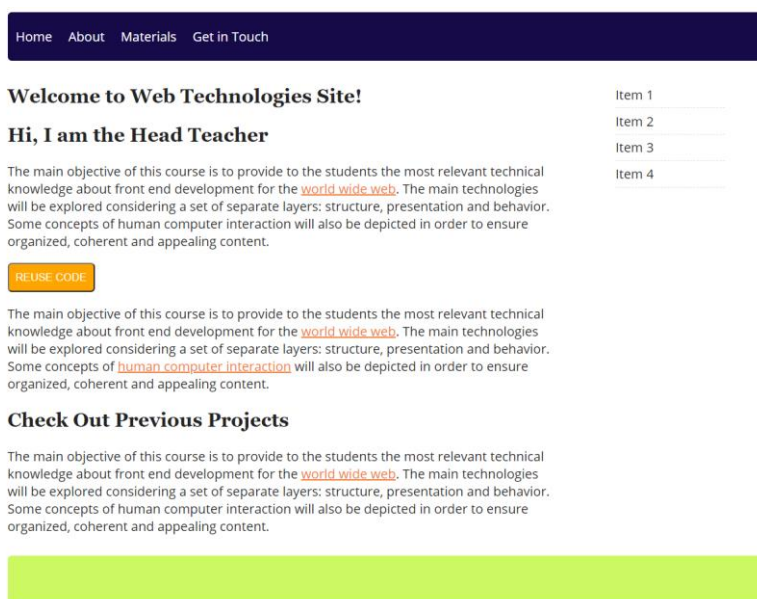 Home About Materials Get in Touch
Welcome to Web Technologies Site!
Hi, I am the Head Teacher
The main objective of this course is to provide to the students the most relevant technical
knowledge about front end development for the world wide web. The main technologies
will be explored considering a set of separate layers: structure, presentation and behavior.
Some concepts of human computer interaction will also be depicted in order to ensure
organized, coherent and appealing content.
REUSE CODE
The main objective of this course is to provide to the students the most relevant technical
knowledge about front end development for the world wide web. The main technologies
will be explored considering a set of separate layers: structure, presentation and behavior.
Some concepts of human computer interaction will also be depicted in order to ensure
organized, coherent and appealing content.
Check Out Previous Projects
The main objective of this course is to provide to the students the most relevant technical
knowledge about front end development for the world wide web. The main technologies
will be explored considering a set of separate layers: structure, presentation and behavior.
Some concepts of human computer interaction will also be depicted in order to ensure
organized, coherent and appealing content.
Item 1
Item 2
Item 3
Item 4